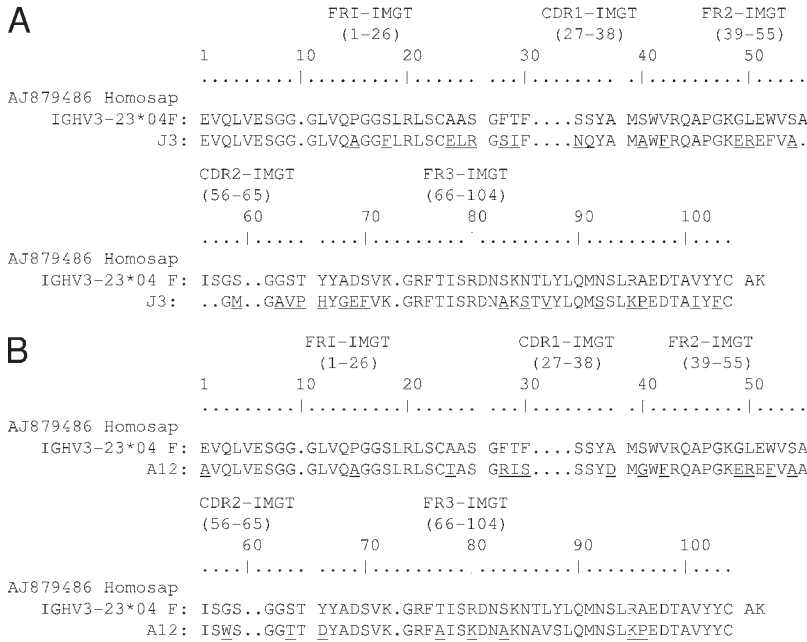 A
FRI-IMGT CDR1-IMGT FR2-IMGT
(1-26) (27-38) (39-55)
1 10 20 30 40 50
.........|.........|.........|.........|.........|.....
AJ879486 Homosap
IGHV3-23*04F: EVQLVESGG.GLVQPGGSLRLSCAAS GFTF....SSYA MSWVRQAPGKGLEWVSA
J3: EVQLVESGG.GLVQAGGFLRLSCELR GSIF....NQYA MAWFRQAPGKEREFVA.
CDR2-IMGT FR3-IMGT
(56-65) (66-104)
60 70 80 90 100
....|.........|.........|.........|.........|....
AJ879486 Homosap
IGHV3-23*04 F: ISGS..GGST YYADSVK.GRFTISRDNSKNTLYLQMNSLRAEDTAVYYC AK
J3: ..GM..GAVP HYGEFVK.GRFTISRDNAKSTVYLQMSSLKPEDTAIYFC
B
FRI-IMGT CDR1-IMGT FR2-IMGT
(1-26) (27-38) (39-55)
1 10 20 30 40 50
.........|.........|.........|.........|.........|.....
AJ879486 Homosap
IGHV3-23*04 F: EVQLVESGG.GLVQPGGSLRLSCAAS GFTF....SSYA MSWVRQAPGKGLEWVSA
A12: AVQLVESGG.GLVQAGGSLRLSCTAS GRIS....SSYD MGWFRQAPGKEREFVAA
CDR2-IMGT FR3-IMGT
(56-65) (66-104)
60 70 80 90 100
....|.........|.........|.........|.........|....
AJ879486 Homosap
IGHV3-23*04 F: ISGS..GGST YYADSVK.GRFTISRDNSKNTLYLQMNSLRAEDTAVYYC AK
A12: ISWS..GGTT DYADSVK.GRFAISKDNAKNAVSLQMNSLKPEDTAVYYC